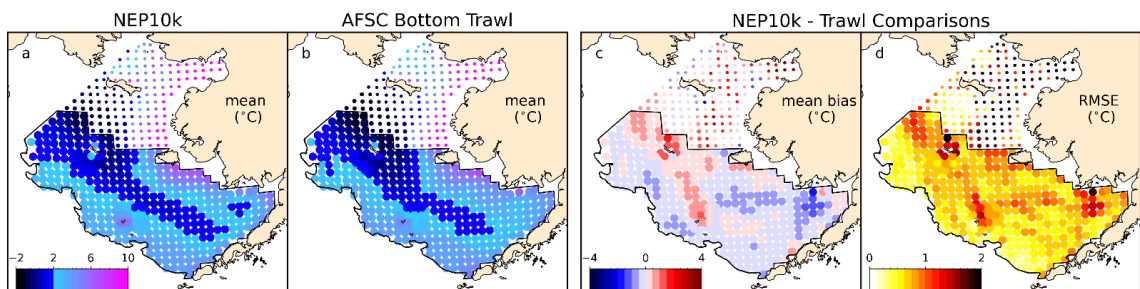 NEP10k
AFSC Bottom Trawl
NEP10k - Trawl Comparisons
a
mean
(˚C)
−2 2 6 10
b
mean
(˚C)
c
mean bias
(˚C)
−4 0 4
d
RMSE
(˚C)
0 1 2